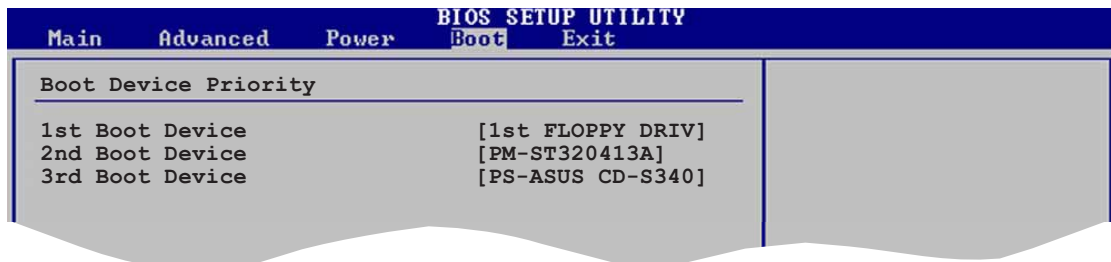 BIOS SETUP UTILITY
Main Advanced Power Boot Exit
Boot Device Priority
1st Boot Device [1st FLOPPY DRIV]
2nd Boot Device [PM-ST320413A]
3rd Boot Device [PS-ASUS CD-S340]